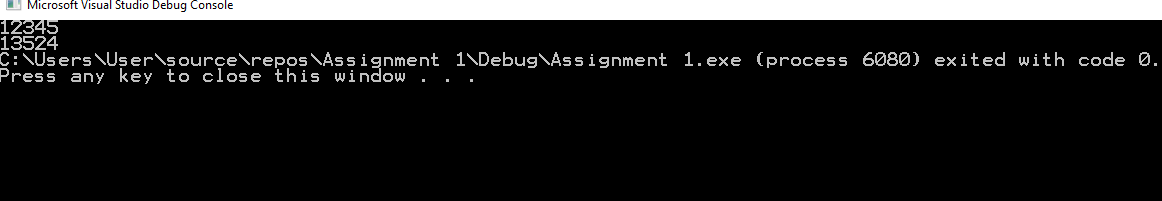 Microsoft Visual Studio Debug Console
12345
13524
C:\Users\User\source\repos\Assignment 1\Debug\Assignment 1.exe (process 6080) exited with code 0.
Press any key to close this window . . .